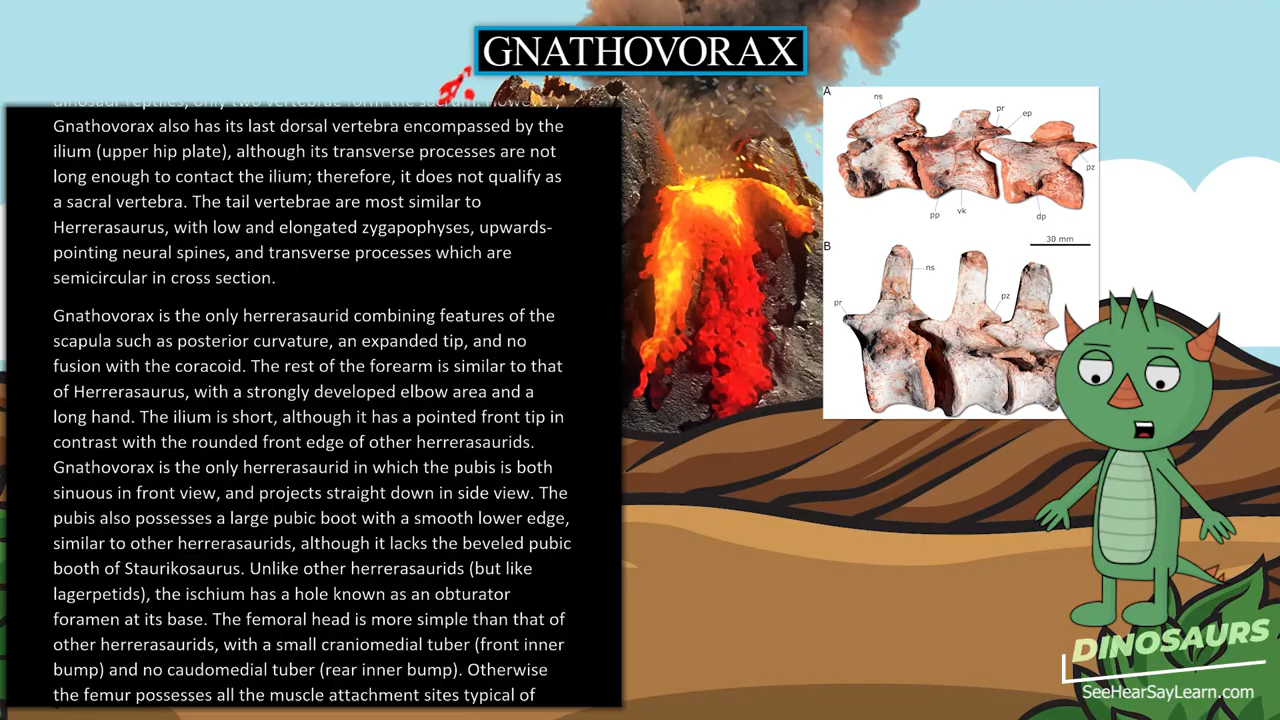 GNATHOVORAX
dinosaur reptiles, only two vertebrae form the sacrum. However,
Gnathovorax also has its last dorsal vertebra encompassed by the
ilium (upper hip plate), although its transverse processes are not
long enough to contact the ilium; therefore, it does not qualify as
a sacral vertebra. The tail vertebrae are most similar to
Herrerasaurus, with low and elongated zygapophyses, upwards-
pointing neural spines, and transverse processes which are
semicircular in cross section.
Gnathovorax is the only herrerasaurid combining features of the
scapula such as posterior curvature, an expanded tip, and no
fusion with the coracoid. The rest of the forearm is similar to that
of Herrerasaurus, with a strongly developed elbow area and a
long hand. The ilium is short, although it has a pointed front tip in
contrast with the rounded front edge of other herrerasaurids.
Gnathovorax is the only herrerasaurid in which the pubis is both
sinuous in front view, and projects straight down in side view. The
pubis also possesses a large pubic boot with a smooth lower edge,
similar to other herrerasaurids, although it lacks the beveled pubic
booth of Staurikosaurus. Unlike other herrerasaurids (but like
lagerpetids), the ischium has a hole known as an obturator
foramen at its base. The femoral head is more simple than that of
other herrerasaurids, with a small craniomedial tuber (front inner
bump) and no caudomedial tuber (rear inner bump). Otherwise
the femur possesses all the muscle attachment sites typical of
A
ns
pr
ep
pz
pp
vk
dp
30 mm
B
ns
pr
pz
DINOSAURS
SeeHearSayLearn.com